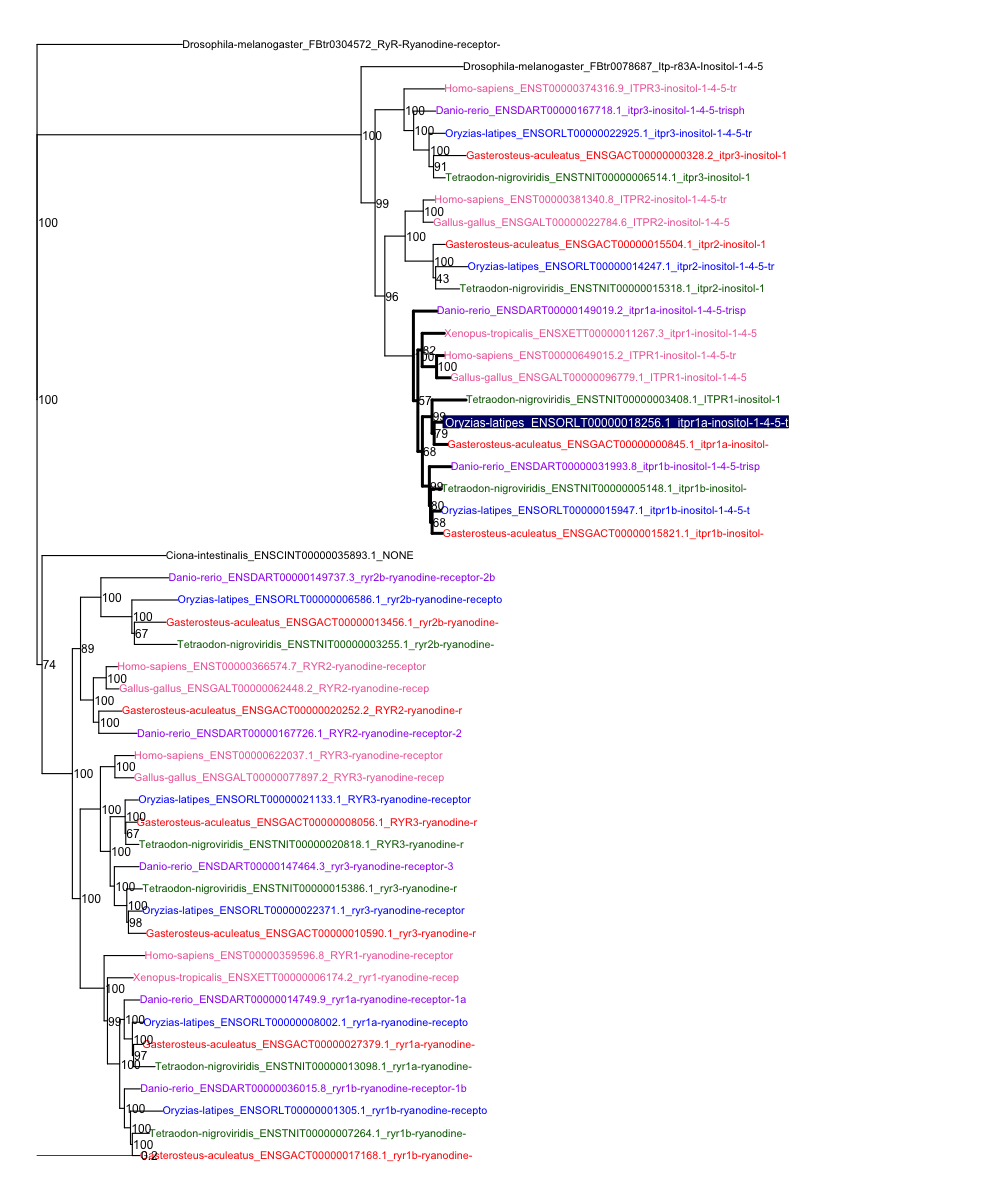 Drosophila-melanogaster_FBtr0304572_RyR-Ryanodine-receptor-
Drosophila-melanogaster_FBtr0078687_Itp-r83A-Inositol-1-4-5
Homo-sapiens_ENST00000374316.9_ITPR3-inositol-1-4-5-tr
100 Danio-rerio_ENSDART00000167718.1_itpr3-inositol-1-4-5-trisph
100 100 Oryzias-latipes_ENSORLT00000022925.1_itpr3-inositol-1-4-5-tr
100 Gasterosteus-aculeatus_ENSGACT00000000328.2_itpr3-inositol-1
91
Tetraodon-nigroviridis_ENSTNIT00000006514.1_itpr3-inositol-1
99 Homo-sapiens_ENST00000381340.8_ITPR2-inositol-1-4-5-tr
100
100 Gallus-gallus_ENSGALT00000022784.6_ITPR2-inositol-1-4-5
100
Gasterosteus-aculeatus_ENSGACT00000015504.1_itpr2-inositol-1
100
Oryzias-latipes_ENSORLT00000014247.1_itpr2-inositol-1-4-5-tr
43
Tetraodon-nigroviridis_ENSTNIT00000015318.1_itpr2-inositol-1
96
Danio-rerio_ENSDART00000149019.2_itpr1a-inositol-1-4-5-trisp
Xenopus-tropicalis_ENSXETT00000011267.3_itpr1-inositol-1-4-5
82
Homo-sapiens_ENST00000649015.2_ITPR1-inositol-1-4-5-tr
100
Gallus-gallus_ENSGALT00000096779.1_ITPR1-inositol-1-4-5
100 57 Tetraodon-nigroviridis_ENSTNIT00000003408.1_ITPR1-inositol-1
99
Oryzias-latipes_ENSORLT00000018256.1_itpr1a-inositol-1-4-5-t
79
Gasterosteus-aculeatus_ENSGACT00000000845.1_itpr1a-inositol-
68
Danio-rerio_ENSDART00000031993.8_itpr1b-inositol-1-4-5-trisp
99 Tetraodon-nigroviridis_ENSTNIT00000005148.1_itpr1b-inositol-
80
Oryzias-latipes_ENSORLT00000015947.1_itpr1b-inositol-1-4-5-t
68
Gasterosteus-aculeatus_ENSGACT00000015821.1_itpr1b-inositol-
Ciona-intestinalis_ENSCINT00000035893.1_NONE
Danio-rerio_ENSDART00000149737.3_ryr2b-ryanodine-receptor-2b
100 Oryzias-latipes_ENSORLT00000006586.1_ryr2b-ryanodine-recepto
100
Gasterosteus-aculeatus_ENSGACT00000013456.1_ryr2b-ryanodine-
67
Tetraodon-nigroviridis_ENSTNIT00000003255.1_ryr2b-ryanodine-
89
74 Homo-sapiens_ENST00000366574.7_RYR2-ryanodine-receptor
100
Gallus-gallus_ENSGALT00000062448.2_RYR2-ryanodine-recep
100
Gasterosteus-aculeatus_ENSGACT00000020252.2_RYR2-ryanodine-r
100
Danio-rerio_ENSDART00000167726.1_RYR2-ryanodine-receptor-2
Homo-sapiens_ENST00000622037.1_RYR3-ryanodine-receptor
100 100
Gallus-gallus_ENSGALT00000077897.2_RYR3-ryanodine-recep
Oryzias-latipes_ENSORLT00000021133.1_RYR3-ryanodine-receptor
100 100
Gasterosteus-aculeatus_ENSGACT00000008056.1_RYR3-ryanodine-r
67
Tetraodon-nigroviridis_ENSTNIT00000020818.1_RYR3-ryanodine-r
100
Danio-rerio_ENSDART00000147464.3_ryr3-ryanodine-receptor-3
100 Tetraodon-nigroviridis_ENSTNIT00000015386.1_ryr3-ryanodine-r
100 100
Oryzias-latipes_ENSORLT00000022371.1_ryr3-ryanodine-receptor
98
Gasterosteus-aculeatus_ENSGACT00000010590.1_ryr3-ryanodine-r
Homo-sapiens_ENST00000359596.8_RYR1-ryanodine-receptor
Xenopus-tropicalis_ENSXETT00000006174.2_ryr1-ryanodine-recep
100
Danio-rerio_ENSDART00000014749.9_ryr1a-ryanodine-receptor-1a
99 100 Oryzias-latipes_ENSORLT00000008002.1_ryr1a-ryanodine-recepto
100
Gasterosteus-aculeatus_ENSGACT00000027379.1_ryr1a-ryanodine-
97
100 Tetraodon-nigroviridis_ENSTNIT00000013098.1_ryr1a-ryanodine-
Danio-rerio_ENSDART00000036015.8_ryr1b-ryanodine-receptor-1b
100 Oryzias-latipes_ENSORLT00000001305.1_ryr1b-ryanodine-recepto
100
Tetraodon-nigroviridis_ENSTNIT00000007264.1_ryr1b-ryanodine-
100
Gasterosteus-aculeatus_ENSGACT00000017168.1_ryr1b-ryanodine-
0.2